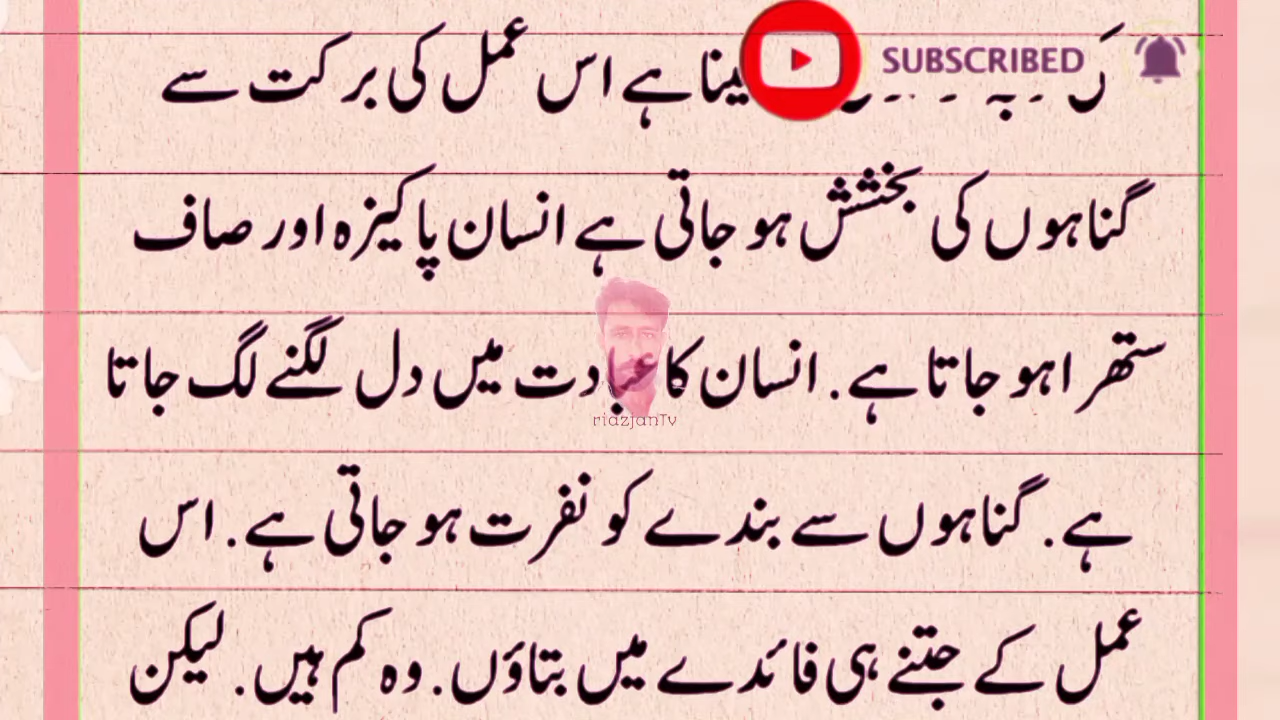 SUBSCRIBED
ہے اس عمل کی برکت سے
گناہوں کی بخشش ہو جاتی ہے انسان پاکیزہ اور صاف
ستھرا ہو جاتا ہے. انسان کا عبادت میں دل لگنے لگ جاتا
riazjanTv
ہے. گناہوں سے بندے کو نفرت ہو جاتی ہے. اس
عمل کے جتنے ہی فائدے میں بتاؤں. وہ کم ہیں. لیکن